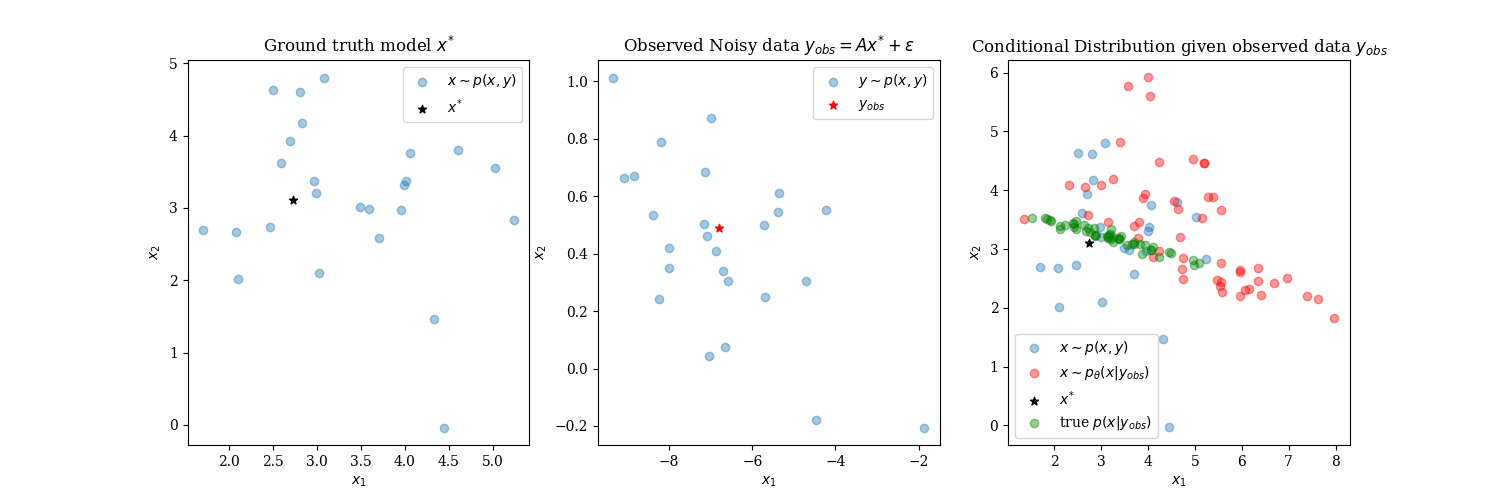 Ground truth model x*
x ~ p(x, y)
x*
5
4
3
2
1
0
x₂
2.0 2.5 3.0 3.5 4.0 4.5 5.0
x₁
Observed Noisy data y_obs = Ax* + ε
y ~ p(x, y)
y_obs
1.0
0.8
0.6
0.4
0.2
0.0
−0.2
x₂
−8 −6 −4 −2
x₁
Conditional Distribution given observed data y_obs
6
5
4
3
2
1
0
x₂
x ~ p(x, y)
x ~ p_θ(x|y_obs)
x*
true p(x|y_obs)
2 3 4 5 6 7 8
x₁